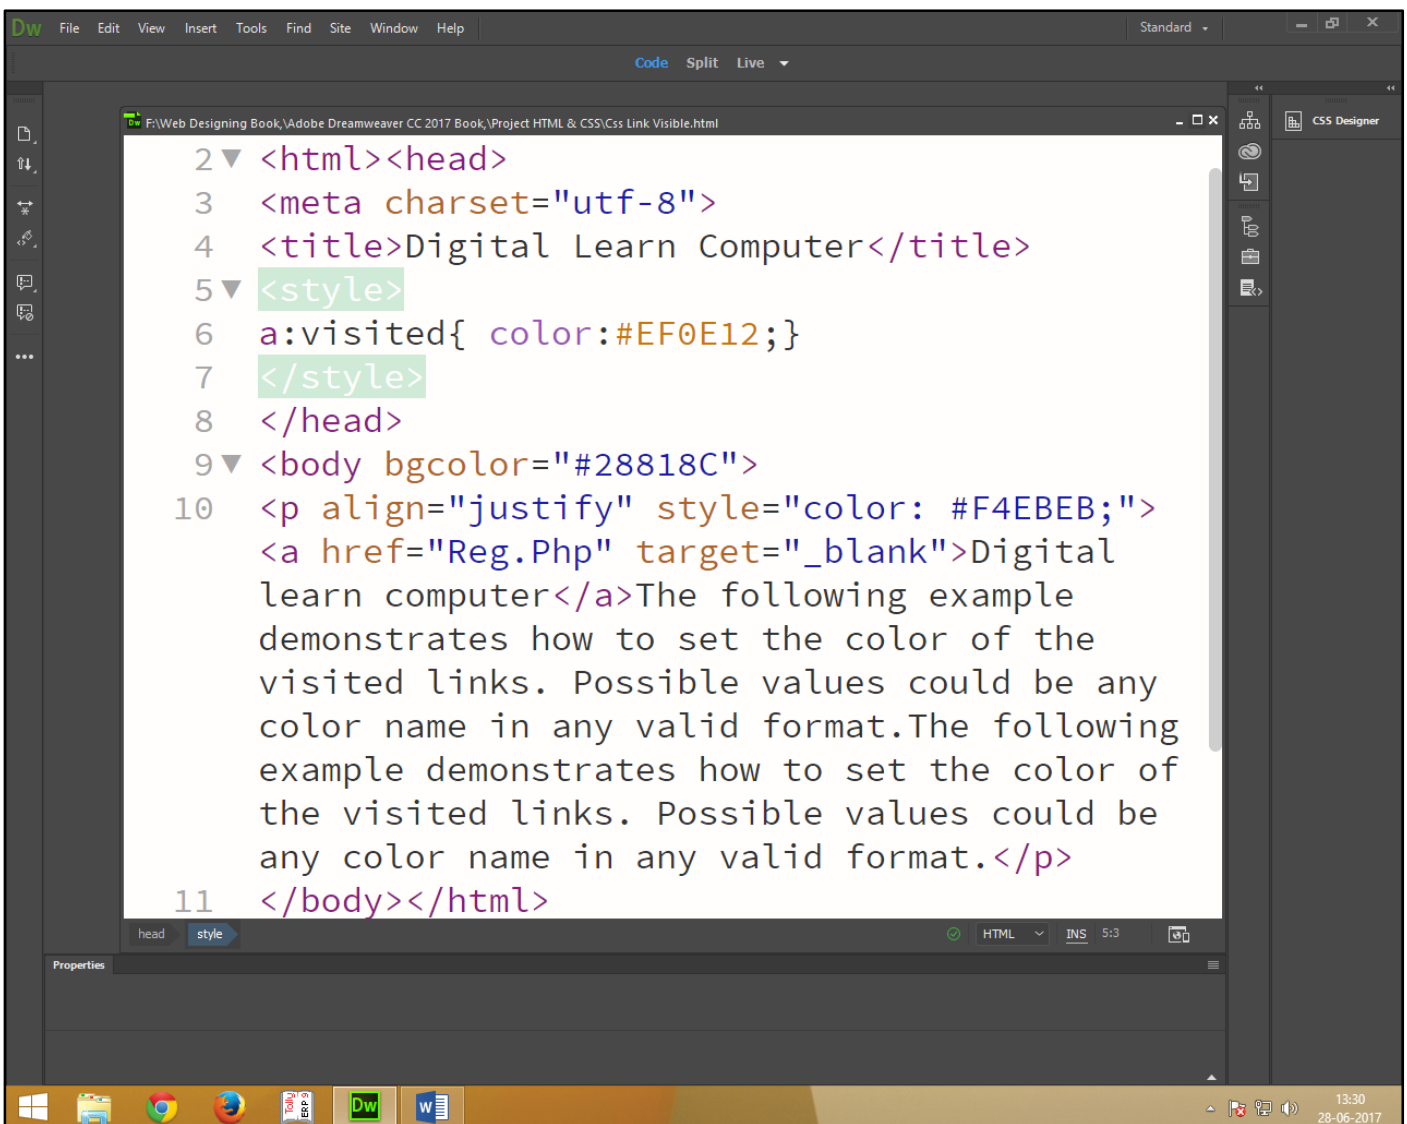 Dw File Edit View Insert Tools Find Site Window Help Standard
Code Split Live
F:\Web Designing Book,\Adobe Dreamweaver CC 2017 Book,\Project HTML & CSS\Css Link Visible.html
CSS Designer
2 <html><head>
3 <meta charset="utf-8">
4 <title>Digital Learn Computer</title>
5 <style>
6 a:visited{ color:#EF0E12;}
7 </style>
8 </head>
9 <body bgcolor="#28818C">
10 <p align="justify" style="color: #F4EBEB;">
<a href="Reg.Php" target="_blank">Digital
learn computer</a>The following example
demonstrates how to set the color of the
visited links. Possible values could be any
color name in any valid format.The following
example demonstrates how to set the color of
the visited links. Possible values could be
any color name in any valid format.</p>
11 </body></html>
head style HTML INS 5:3
Properties
Tally ERP 9
Dw
W
13:30
28-06-2017